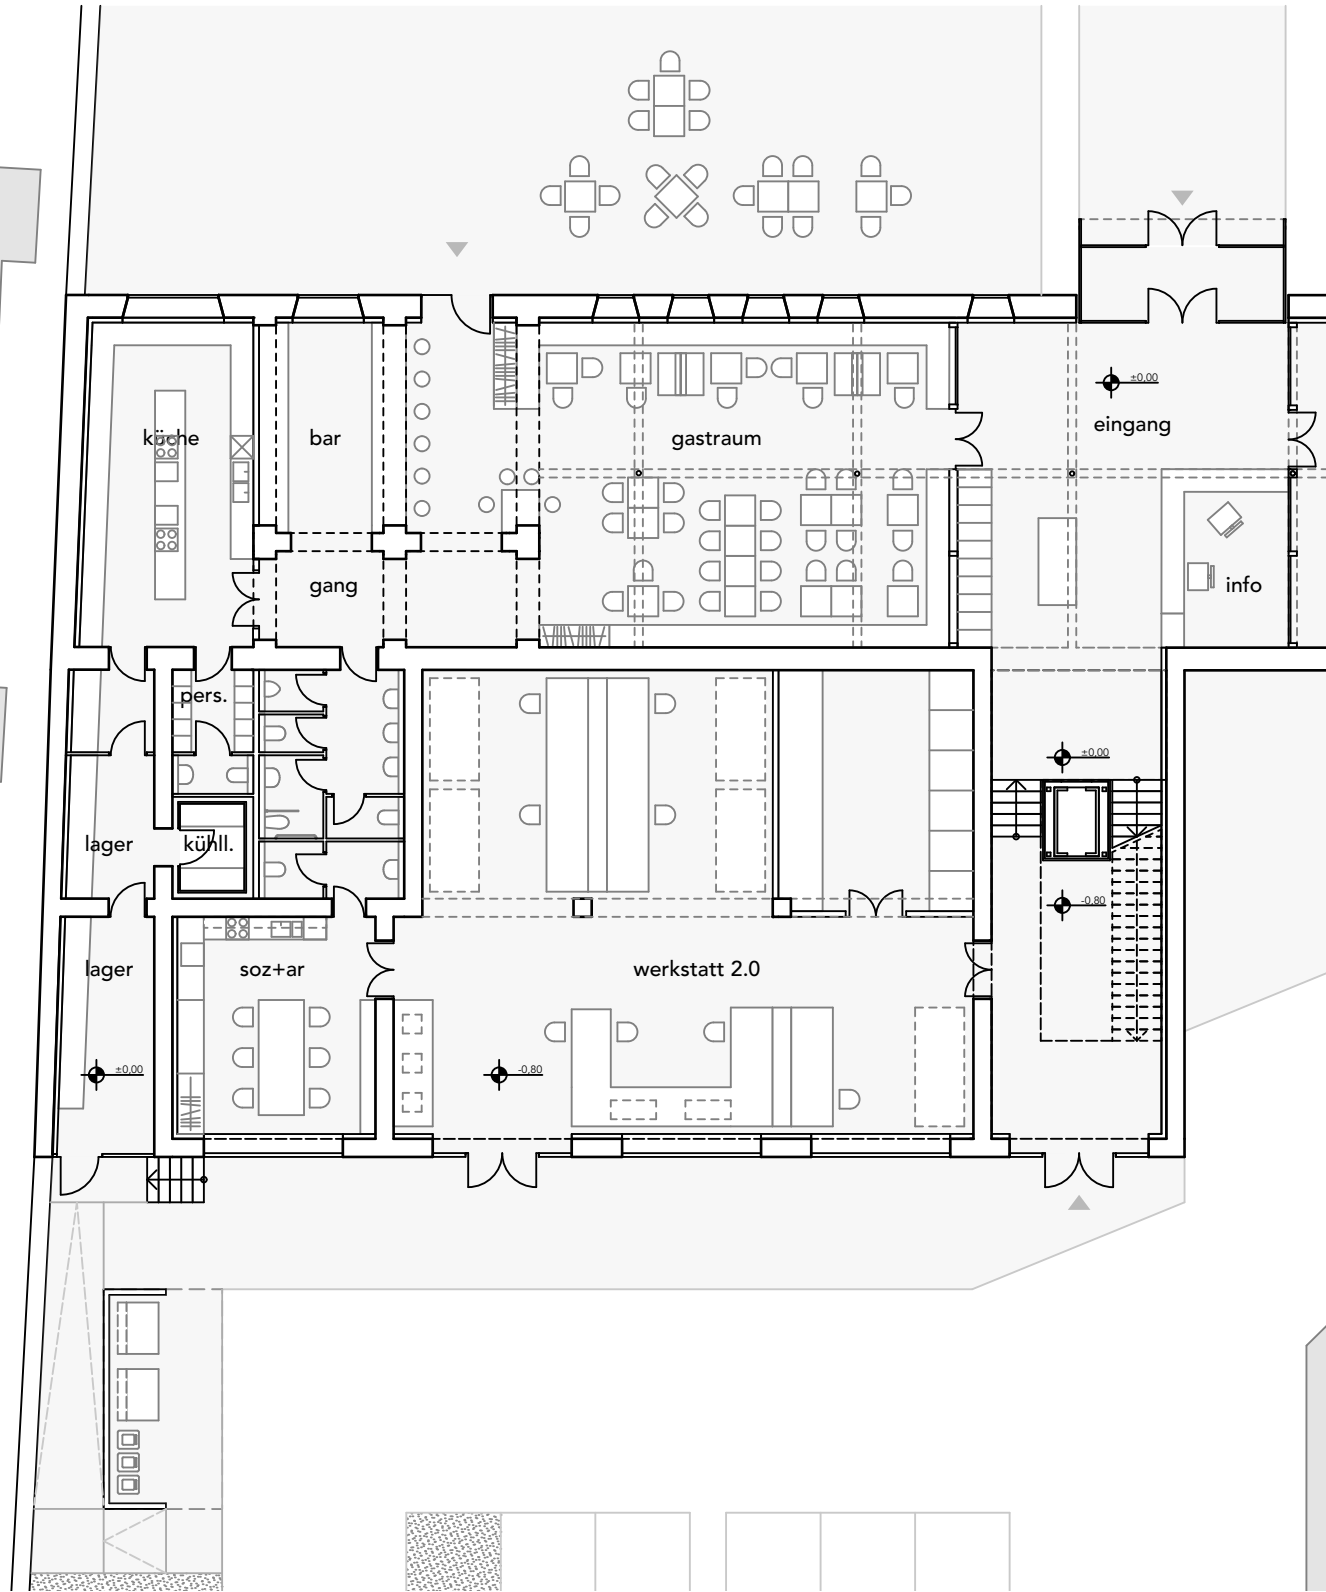 ±0,00
eingang
küche
bar
gastraum
gang
info
pers.
±0,00
lager
kühll.
-0,80
lager
soz+ar
werkstatt 2.0
±0,00
-0,80